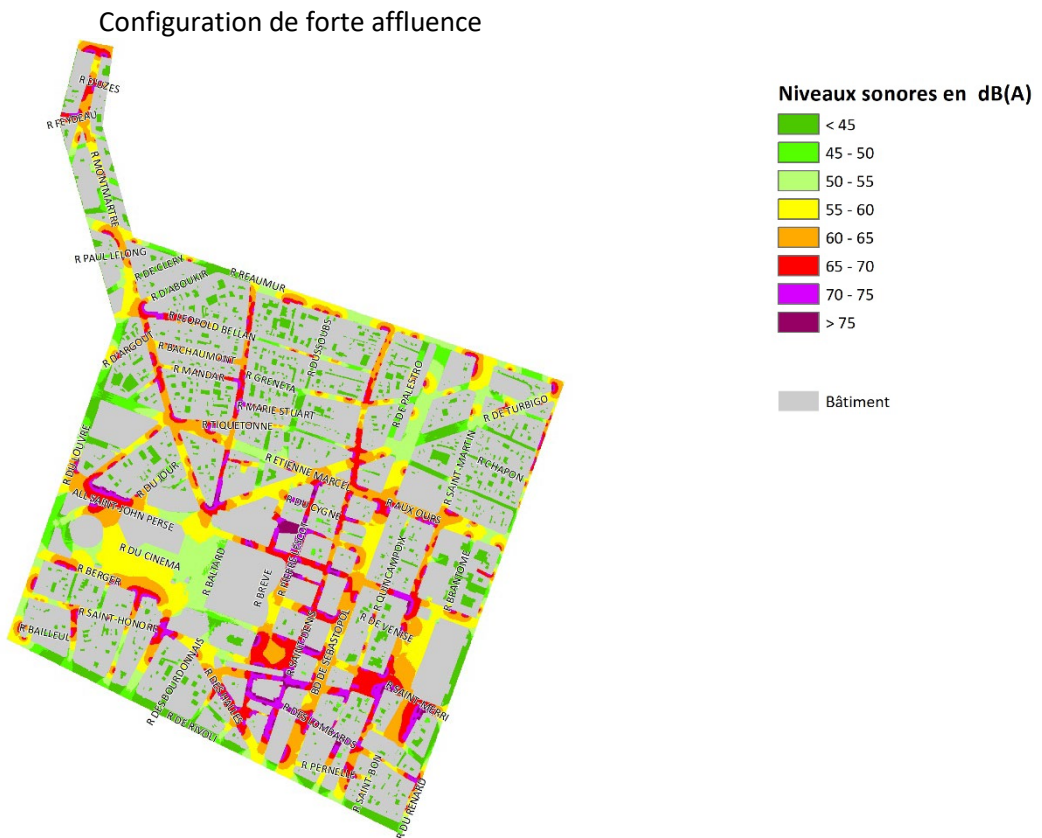 Configuration de forte affluence
Niveaux sonores en dB(A)
< 45
45 - 50
50 - 55
55 - 60
60 - 65
65 - 70
70 - 75
> 75
Bâtiment
R FEYDEAU
R MONTMARTRE
R PAUL LELONG
R DE CLERY
R D'ABOUKIR
R REAUMUR
R LEOPOLD BELLAN
R DUSSOUBS
R D'ARGOUT
R BACHAUMONT
R MANDAR
R GRENETA
R DE PALESTRO
R MARIE STUART
R DE TURBIGO
R TIQUETONNE
R DU LOUVRE
R ETIENNE MARCEL
R SAINT-MARTIN
R CHAPON
R DU JOUR
ALL SAINT-JOHN PERSE
R DU CYGNE
R AUX OURS
R DU CINEMA
R BALTARD
R BREVE
R PIERRE LESCOT
R QUINCAMPOIX
R BRANTOME
R BERGER
R SAINT-HONORE
R DE VENISE
R BAILLEUL
R SAINT-DENIS
BD DE SEBASTOPOL
R DES BOURDONNAIS
R DES HALLES
R SAINT-MERRI
R DE RIVOLI
R DES LOMBARDS
R PERNELLE
R SAINT-BON
R DU RENARD